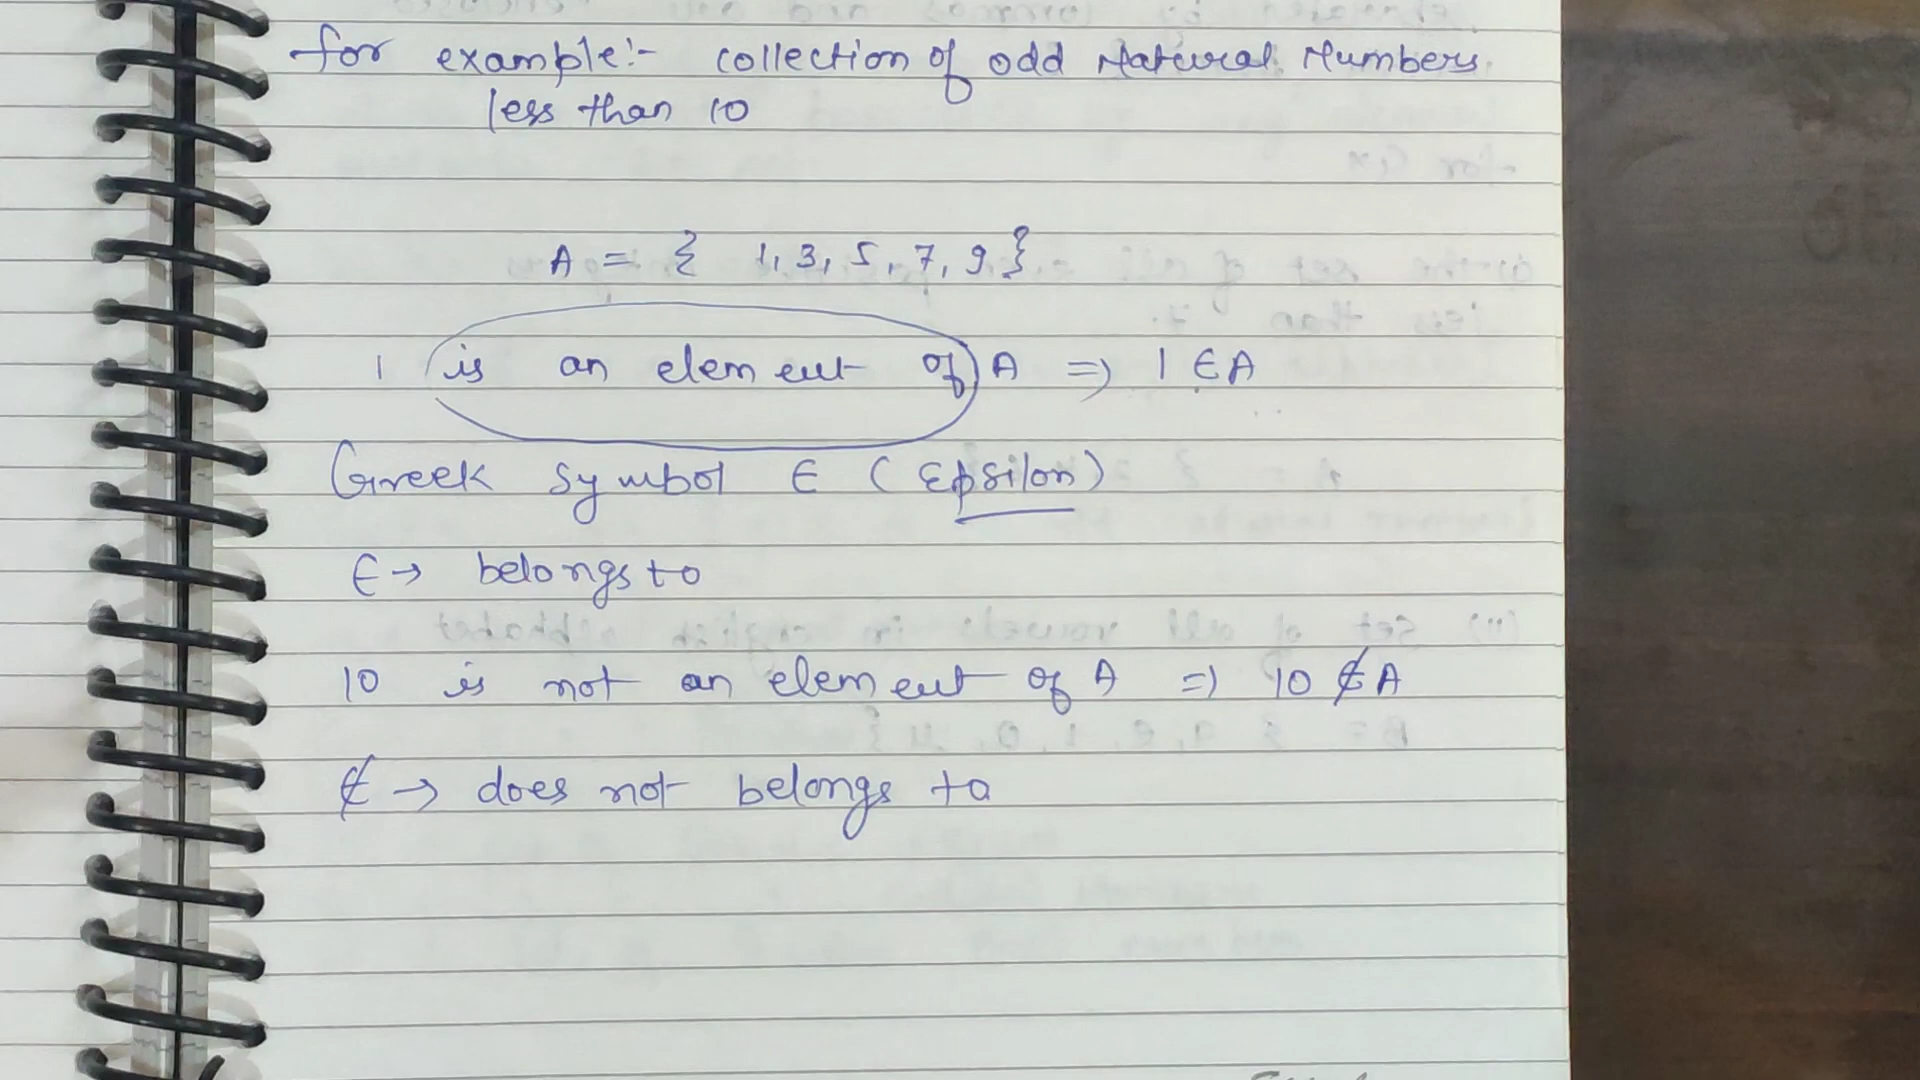 for example:- collection of odd Natural Numbers
less than 10
A = { 1, 3, 5, 7, 9 }
1 is an element of A => 1 ∈ A
Greek Symbol ∈ (Epsilon)
∈ → belongs to
10 is not an element of A => 10 ∉ A
∉ → does not belongs to